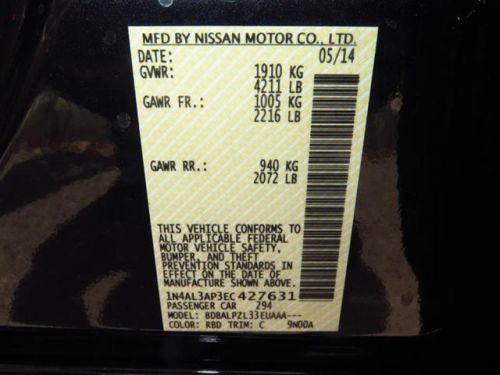 MFD BY NISSAN MOTOR CO., LTD.
DATE: 05/14
GVWR: 1910 KG
4211 LB
GAWR FR.: 1005 KG
2216 LB
GAWR RR.: 940 KG
2072 LB
THIS VEHICLE CONFORMS TO
ALL APPLICABLE FEDERAL
MOTOR VEHICLE SAFETY,
BUMPER, AND THEFT
PREVENTION STANDARDS IN
EFFECT ON THE DATE OF
MANUFACTURE SHOWN ABOVE.
1N4AL3AP3EC427631
PASSENGER CAR 294
MODEL: BDBALPZL33EUAAA---
COLOR: RBD TRIM: C 9N00A